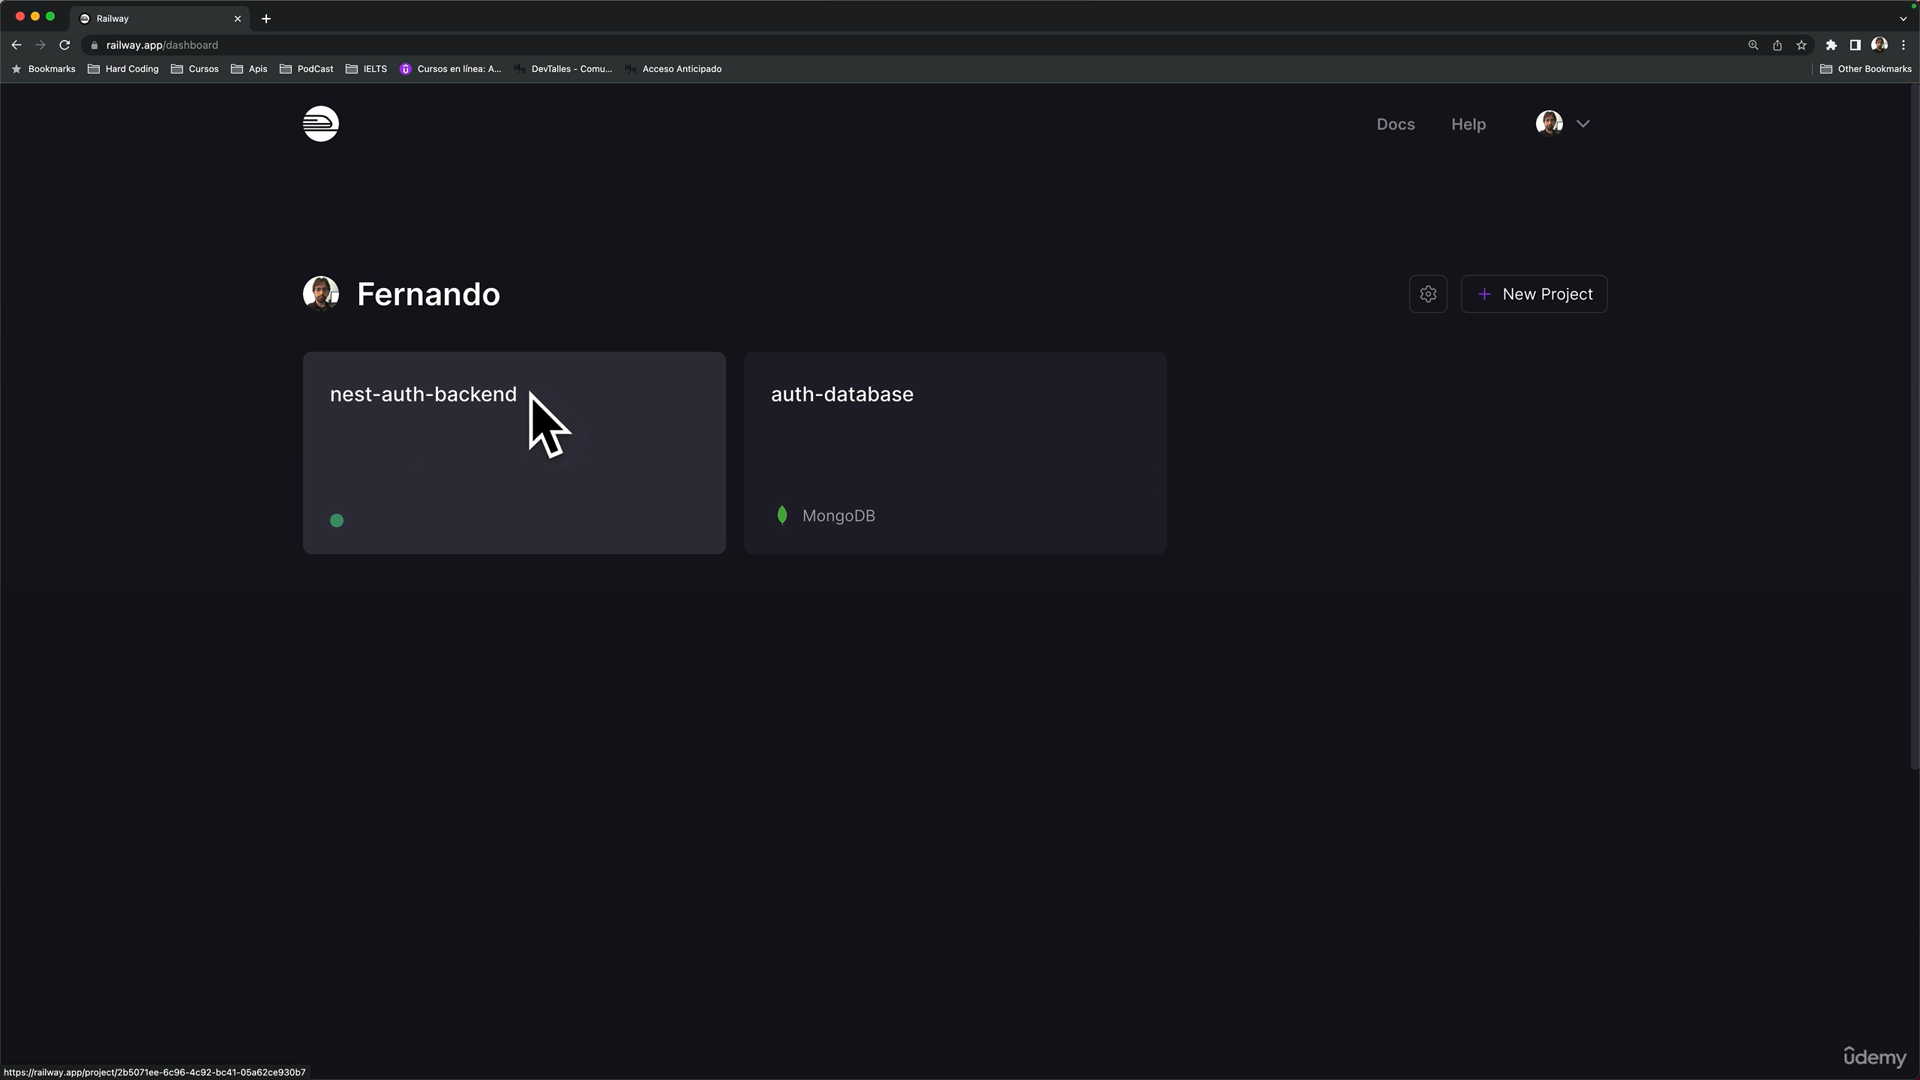 Railway
railway.app/dashboard
Bookmarks Hard Coding Cursos Apis PodCast IELTS Cursos en línea: A... DevTalles - Comu... Acceso Anticipado Other Bookmarks
Docs Help
Fernando
New Project
nest-auth-backend
auth-database
MongoDB
https://railway.app/project/2b5071ee-6c96-4c92-bc41-05a62ce930b7
ûdemy